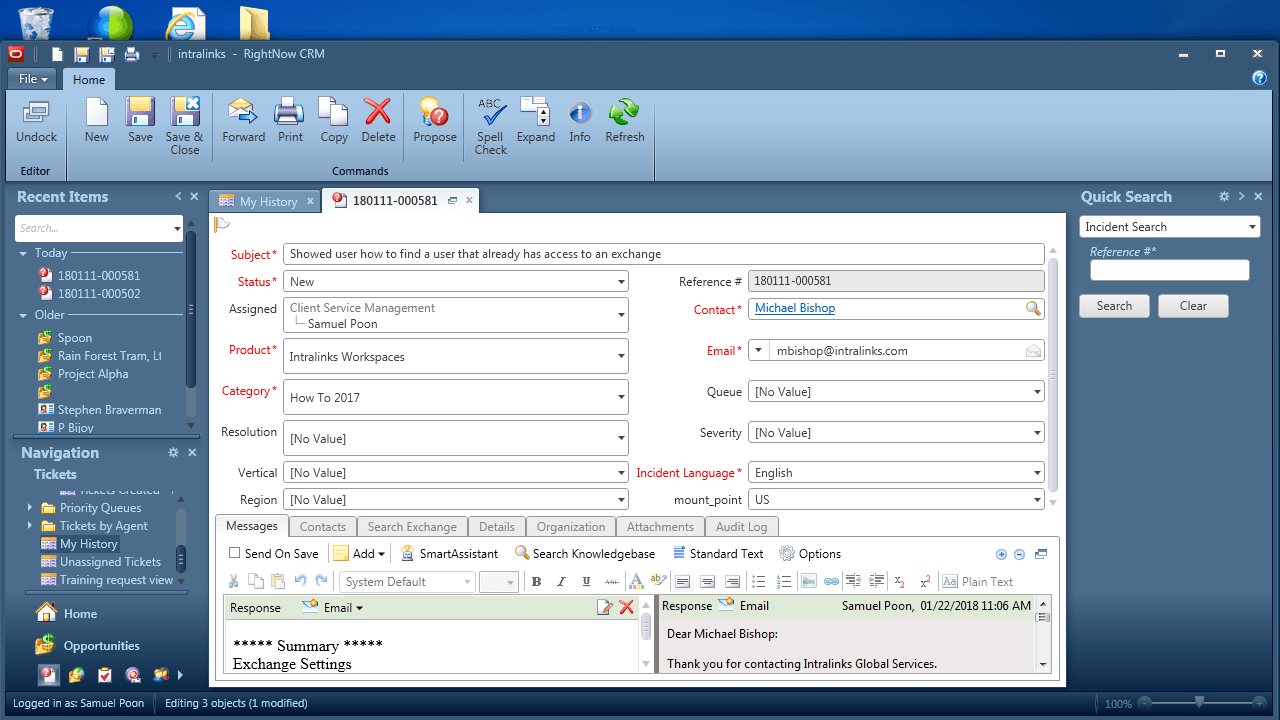 intralinks - RightNow CRM
File
Home
Undock
New
Save
Save & Close
Forward
Print
Copy
Delete
Propose
ABC
Spell Check
Expand
Info
Refresh
Editor
Commands
Recent Items
Search...
Today
180111-000581
180111-000502
Older
Spoon
Rain Forest Tram, Lt
Project Alpha
Stephen Braverman
P Bijoy
Navigation
Tickets
Tickets Created
Priority Queues
Tickets by Agent
My History
Unassigned Tickets
Training request view
Home
Opportunities
My History
180111-000581
Subject* Showed user how to find a user that already has access to an exchange
Status* New
Reference # 180111-000581
Assigned Client Service Management
Samuel Poon
Contact* Michael Bishop
Product* Intralinks Workspaces
Email* mbishop@intralinks.com
Category* How To 2017
Queue [No Value]
Resolution [No Value]
Severity [No Value]
Vertical [No Value]
Incident Language* English
Region [No Value]
mount_point US
Messages
Contacts
Search Exchange
Details
Organization
Attachments
Audit Log
Send On Save
Add
SmartAssistant
Search Knowledgebase
Standard Text
Options
System Default
B I U ABC A
Plain Text
Response Email
***** Summary *****
Exchange Settings
Response Email Samuel Poon, 01/22/2018 11:06 AM
Dear Michael Bishop:
Thank you for contacting Intralinks Global Services.
Quick Search
Incident Search
Reference #*
Search
Clear
Logged in as: Samuel Poon
Editing 3 objects (1 modified)
100%